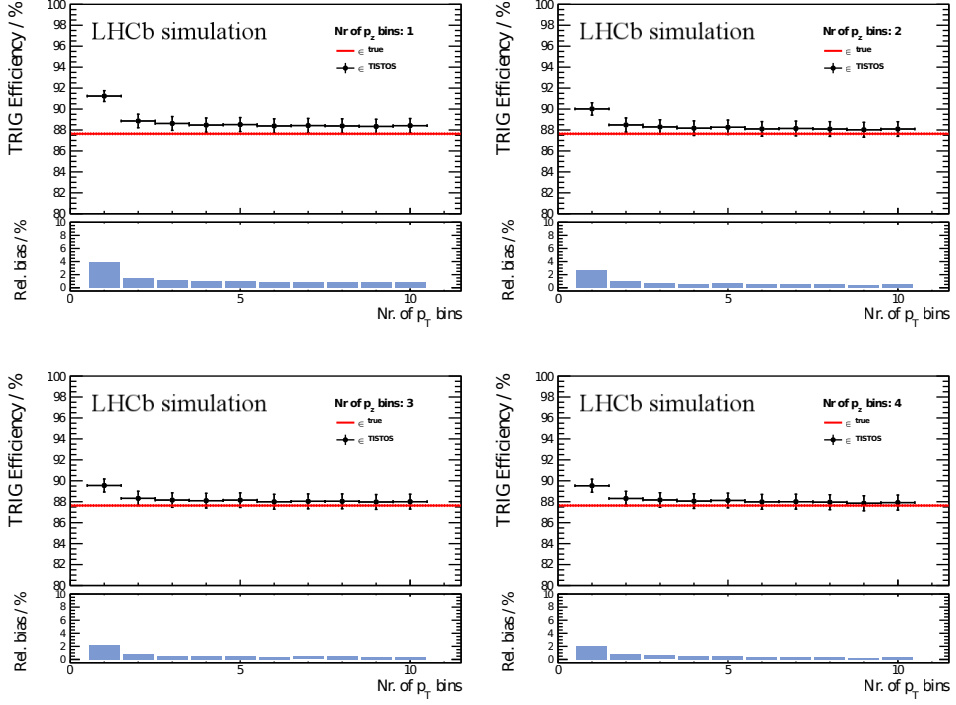 LHCb simulation
Nr of p_z bins: 1
∈ true
∈ TISTOS
TRIG Efficiency / %
100
98
96
94
92
90
88
86
84
82
80
Rel. bias / %
10
8
6
4
2
0
0 5 10
Nr. of p_T bins
LHCb simulation
Nr of p_z bins: 2
∈ true
∈ TISTOS
TRIG Efficiency / %
100
98
96
94
92
90
88
86
84
82
80
Rel. bias / %
10
8
6
4
2
0
0 5 10
Nr. of p_T bins
LHCb simulation
Nr of p_z bins: 3
∈ true
∈ TISTOS
TRIG Efficiency / %
100
98
96
94
92
90
88
86
84
82
80
Rel. bias / %
10
8
6
4
2
0
0 5 10
Nr. of p_T bins
LHCb simulation
Nr of p_z bins: 4
∈ true
∈ TISTOS
TRIG Efficiency / %
100
98
96
94
92
90
88
86
84
82
80
Rel. bias / %
10
8
6
4
2
0
0 5 10
Nr. of p_T bins